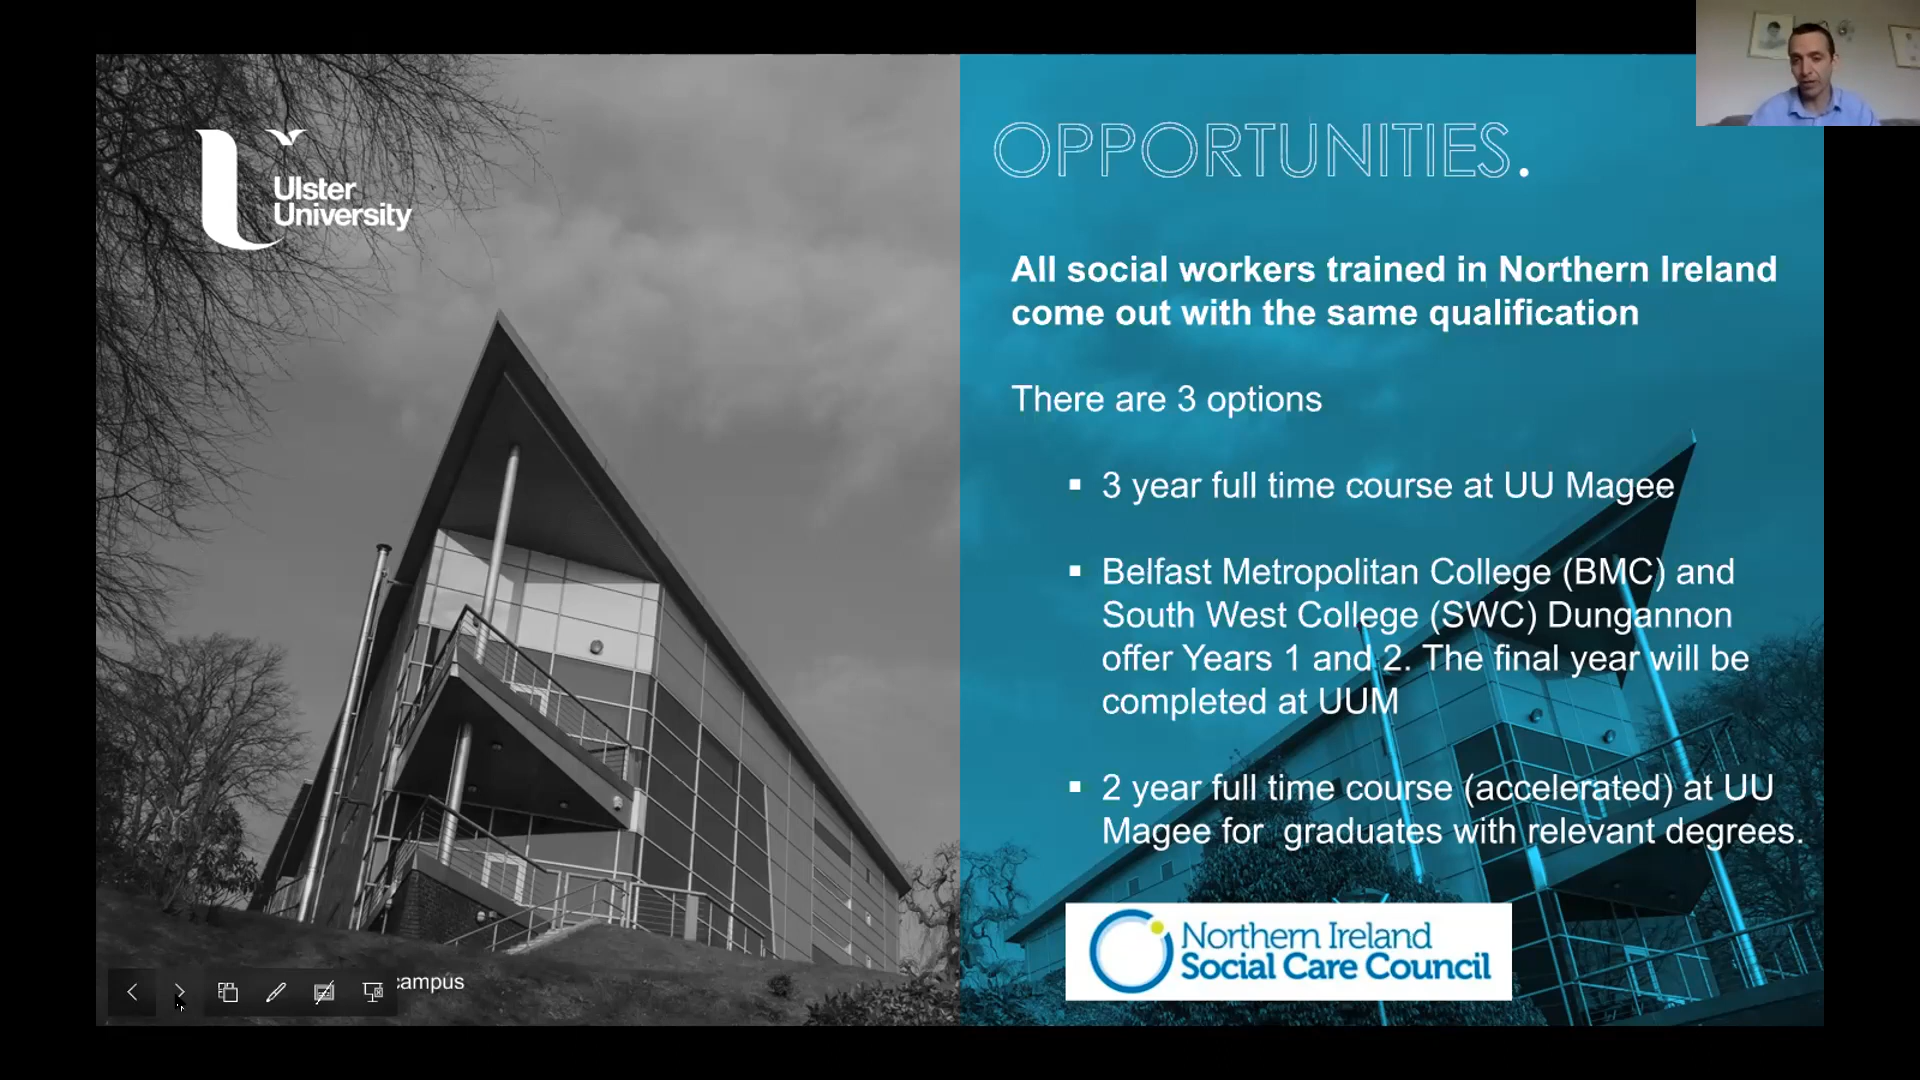 Ulster
University
OPPORTUNITIES.
All social workers trained in Northern Ireland
come out with the same qualification
There are 3 options
▪ 3 year full time course at UU Magee
▪ Belfast Metropolitan College (BMC) and
South West College (SWC) Dungannon
offer Years 1 and 2. The final year will be
completed at UUM
▪ 2 year full time course (accelerated) at UU
Magee for  graduates with relevant degrees.
Northern Ireland
Social Care Council
campus